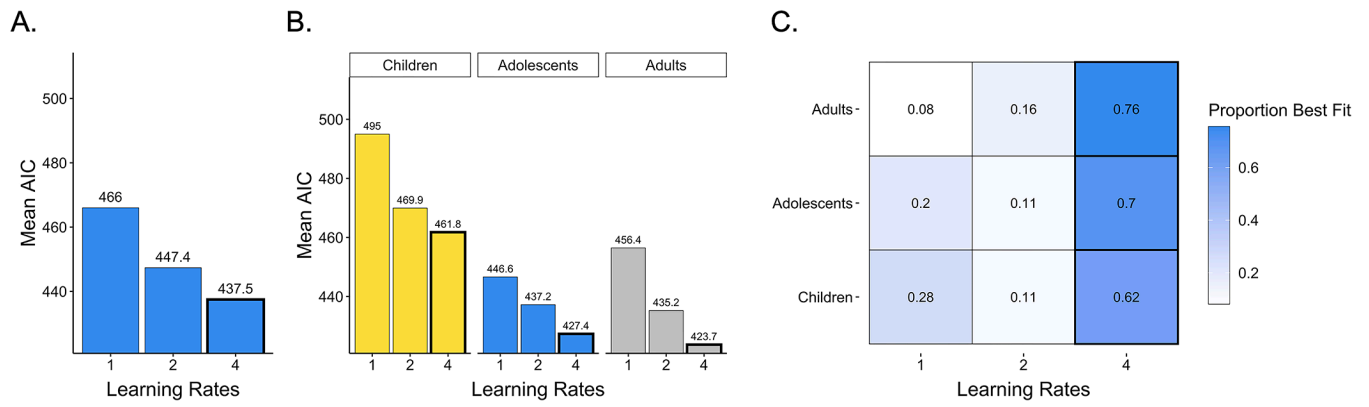 A.
Mean AIC
500
480
460
440
466
447.4
437.5
1 2 4
Learning Rates
B.
Children Adolescents Adults
Mean AIC
500
480
460
440
495
469.9
461.8
446.6
437.2
427.4
456.4
435.2
423.7
1 2 4 1 2 4 1 2 4
Learning Rates
C.
Adults 0.08 0.16 0.76
Adolescents 0.2 0.11 0.7
Children 0.28 0.11 0.62
1 2 4
Learning Rates
Proportion Best Fit
0.6
0.4
0.2